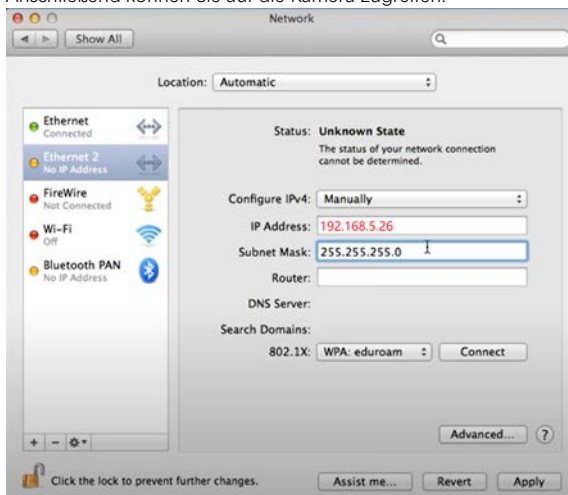 Anschließend können Sie auf die Kamera zugreifen.
Network
Show All
Location: Automatic
Ethernet
Connected
Ethernet 2
No IP Address
FireWire
Not Connected
Wi-Fi
Off
Bluetooth PAN
No IP Address
Status: Unknown State
The status of your network connection
cannot be determined.
Configure IPv4: Manually
IP Address: 192.168.5.26
Subnet Mask: 255.255.255.0
Router:
DNS Server:
Search Domains:
802.1X: WPA: eduroam Connect
Advanced... ?
+ −
Click the lock to prevent further changes.
Assist me... Revert Apply